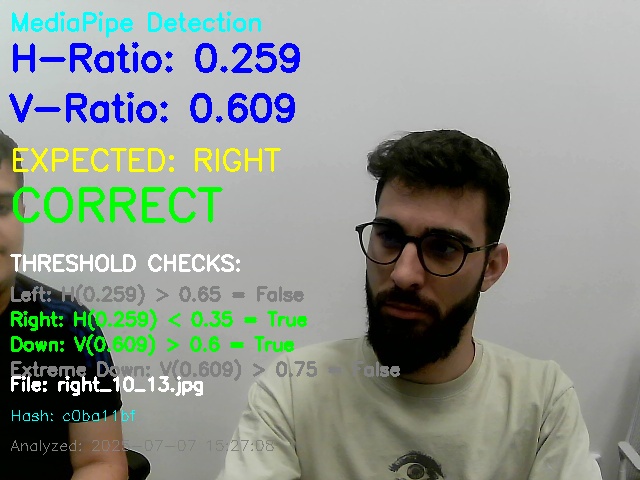 MediaPipe Detection
H-Ratio: 0.259
V-Ratio: 0.609
EXPECTED: RIGHT
CORRECT
THRESHOLD CHECKS:
Left: H(0.259) > 0.65 = False
Right: H(0.259) < 0.35 = True
Down: V(0.609) > 0.6 = True
Extreme Down: V(0.609) > 0.75 = False
File: right_10_13.jpg
Hash: c0ba11bf
Analyzed: 2025-07-07 15:27:08